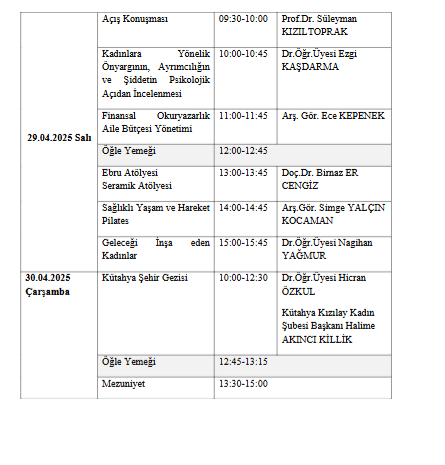 29.04.2025 Salı
Açış Konuşması 09:30-10:00 Prof.Dr. Süleyman
KIZILTOPRAK
Kadınlara Yönelik 10:00-10:45 Dr.Öğr.Üyesi Ezgi
Önyargının, Ayrımcılığın KAŞDARMA
ve Şiddetin Psikolojik
Açıdan İncelenmesi
Finansal Okuryazarlık 11:00-11:45 Arş. Gör. Ece KEPENEK
Aile Bütçesi Yönetimi
Öğle Yemeği 12:00-12:45
Ebru Atölyesi 13:00-13:45 Doç.Dr. Birnaz ER
Seramik Atölyesi CENGİZ
Sağlıklı Yaşam ve Hareket 14:00-14:45 Arş.Gör. Simge YALÇIN
Pilates KOCAMAN
Geleceği İnşa eden 15:00-15:45 Dr.Öğr.Üyesi Nagihan
Kadınlar YAĞMUR
30.04.2025 Kütahya Şehir Gezisi 10:00-12:30 Dr.Öğr.Üyesi Hicran
Çarşamba ÖZKUL
Kütahya Kızılay Kadın
Şubesi Başkanı Halime
AKINCI KİLLİK
Öğle Yemeği 12:45-13:15
Mezuniyet 13:30-15:00